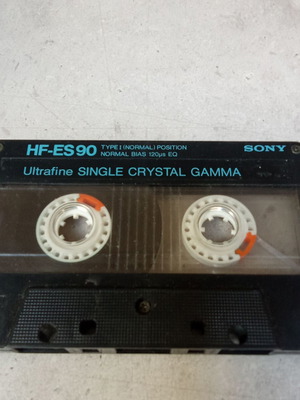 HF-ES90 TYPE I (NORMAL) POSITION SONY
NORMAL BIAS 120µs EQ
Ultrafine SINGLE CRYSTAL GAMMA